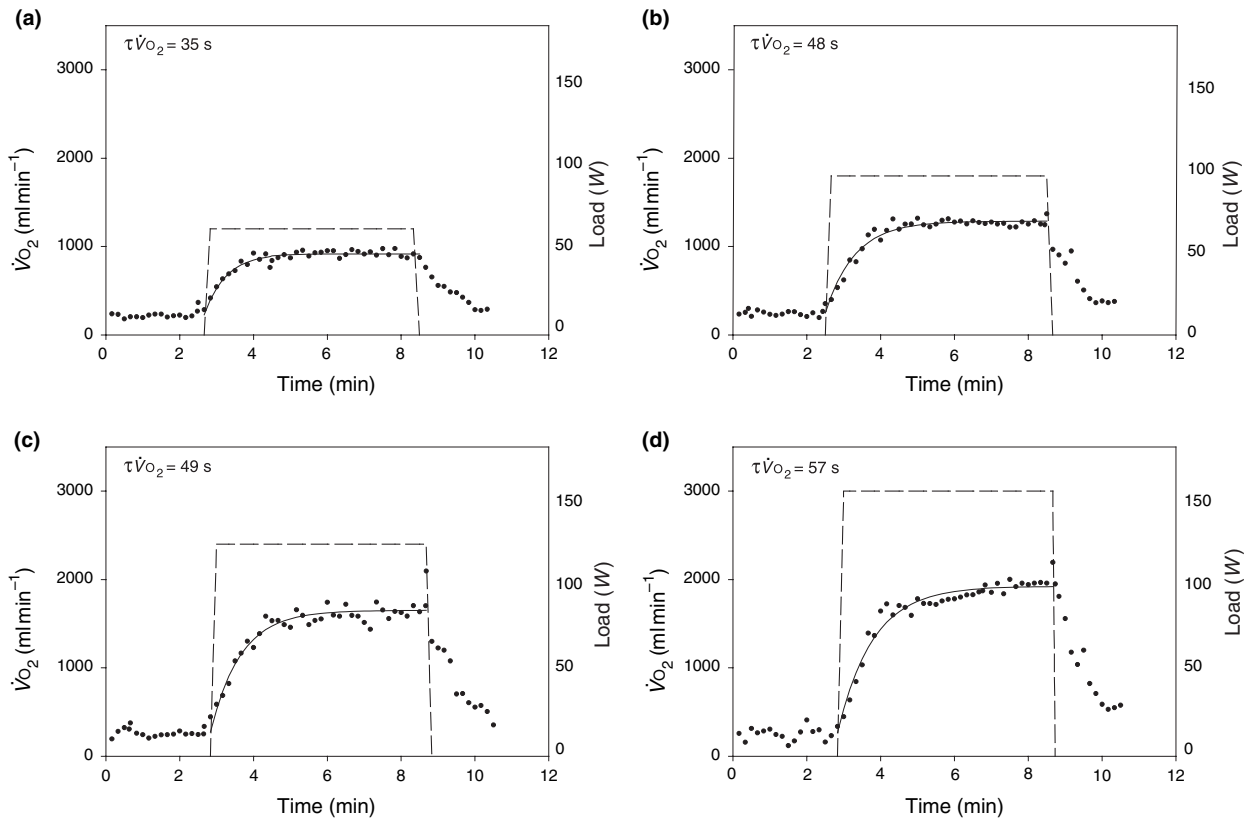 (a)
τV̇O₂ = 35 s
3000
2000
1000
0
V̇O₂ (ml min⁻¹)
150
100
50
0
Load (W)
0 2 4 6 8 10 12
Time (min)
(b)
τV̇O₂ = 48 s
3000
2000
1000
0
V̇O₂ (ml min⁻¹)
150
100
50
0
Load (W)
0 2 4 6 8 10 12
Time (min)
(c)
τV̇O₂ = 49 s
3000
2000
1000
0
V̇O₂ (ml min⁻¹)
150
100
50
0
Load (W)
0 2 4 6 8 10 12
Time (min)
(d)
τV̇O₂ = 57 s
3000
2000
1000
0
V̇O₂ (ml min⁻¹)
150
100
50
0
Load (W)
0 2 4 6 8 10 12
Time (min)